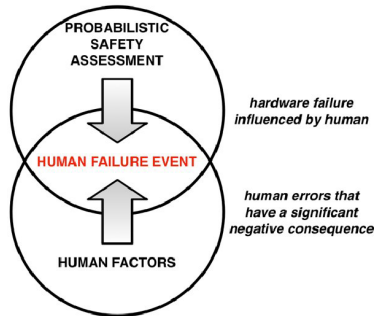 PROBABILISTIC
SAFETY
ASSESSMENT
hardware failure
influenced by human
HUMAN FAILURE EVENT
human errors that
have a significant
negative consequence
HUMAN FACTORS